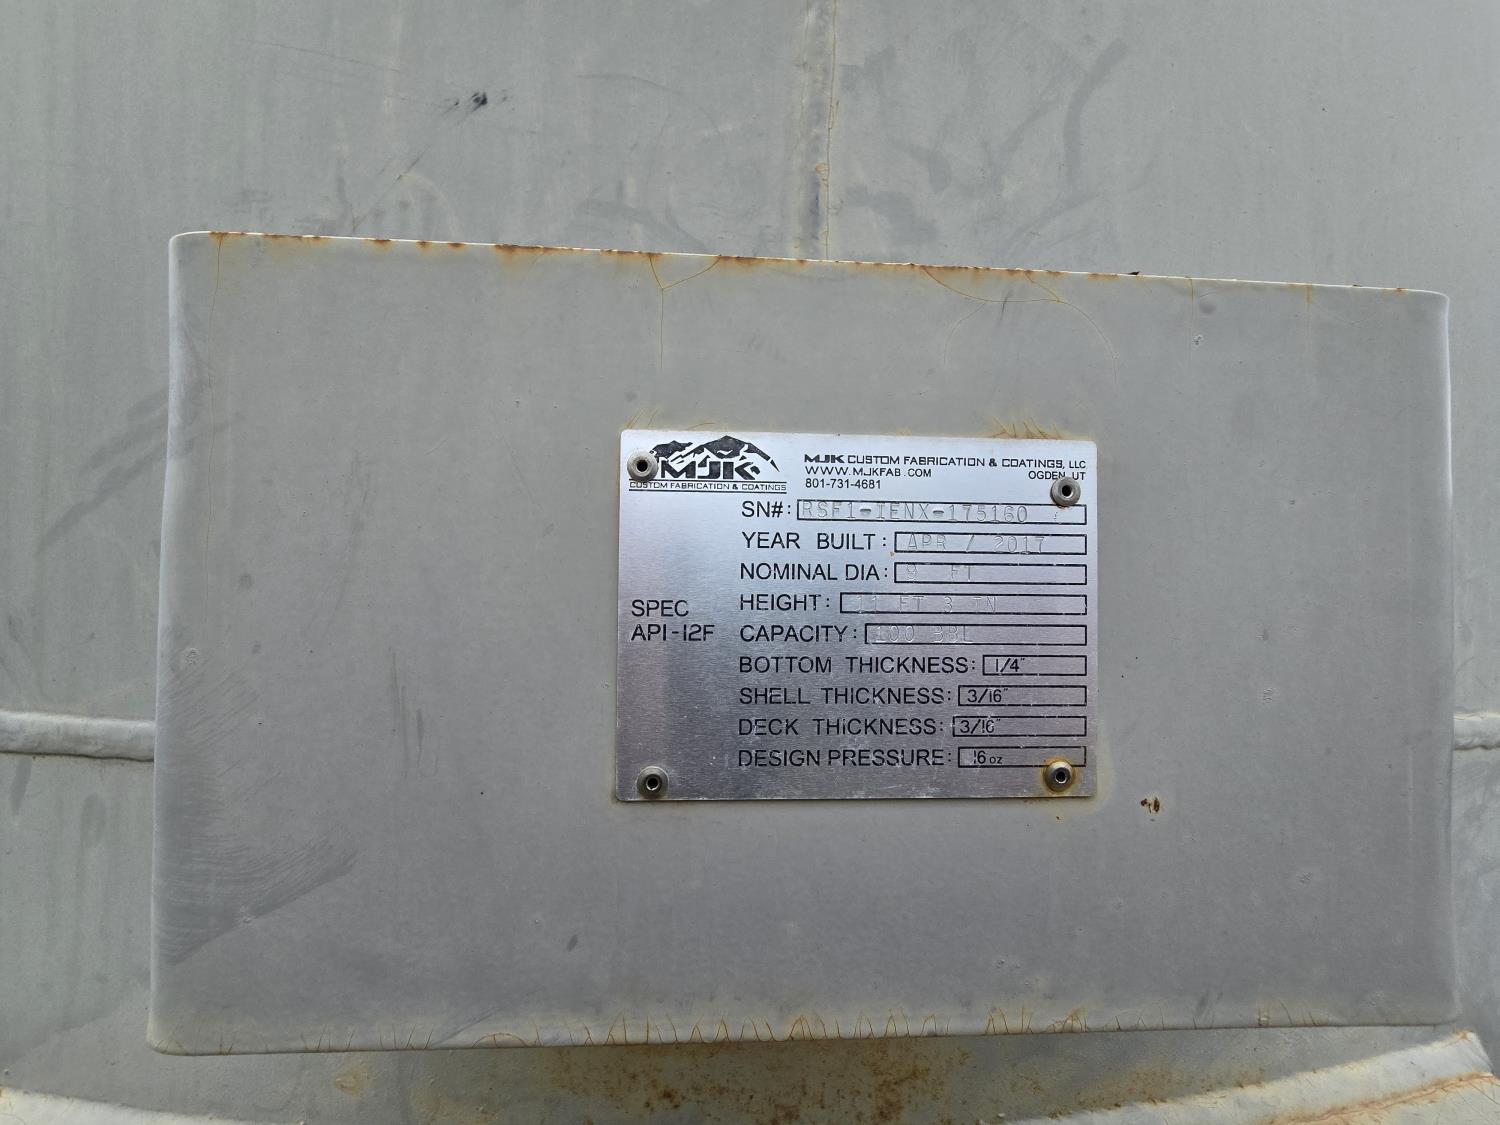 MJK
CUSTOM FABRICATION & COATINGS
MJK CUSTOM FABRICATION & COATINGS, LLC
WWW.MJKFAB.COM OGDEN, UT
801-731-4681
SN#: RSF1-IENX-175160
YEAR BUILT: APR / 2017
NOMINAL DIA: 9 FT
HEIGHT: 11 FT 3 IN
SPEC
API-12F
CAPACITY: 100 BBL
BOTTOM THICKNESS: 1/4"
SHELL THICKNESS: 3/16"
DECK THICKNESS: 3/16"
DESIGN PRESSURE: 16 oz